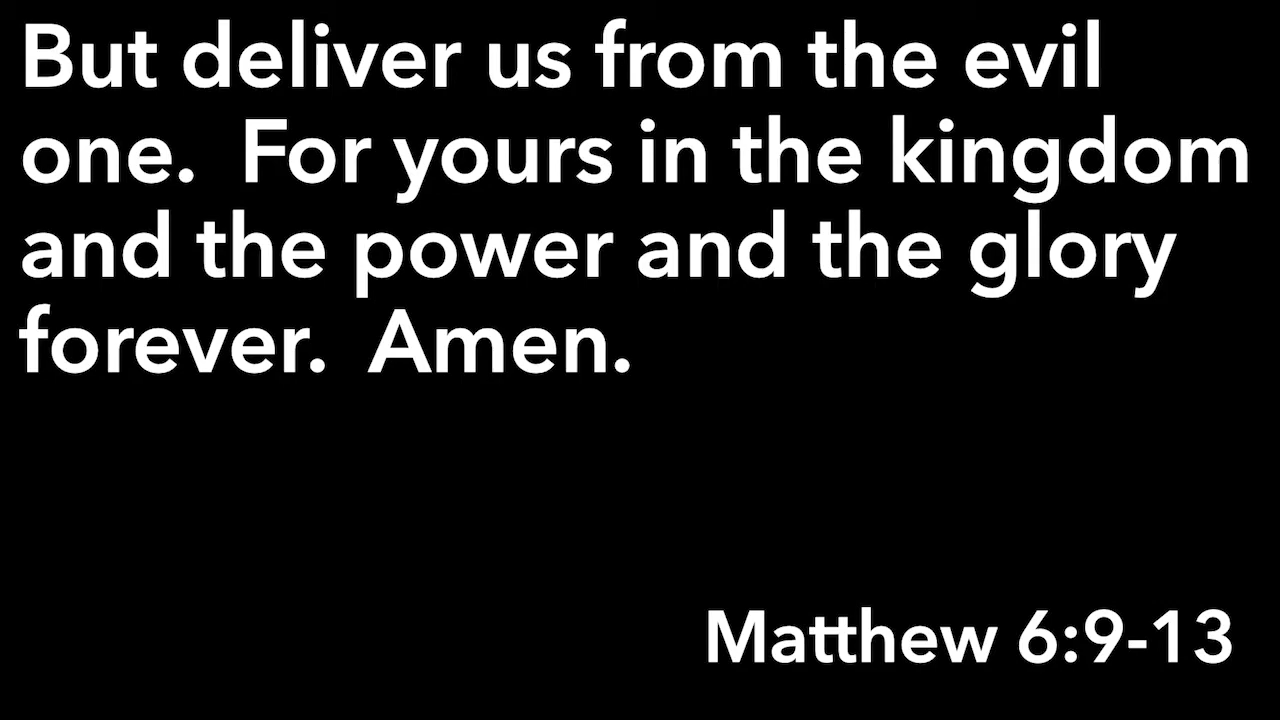 But deliver us from the evil
one.  For yours in the kingdom
and the power and the glory
forever.  Amen.
Matthew 6:9-13